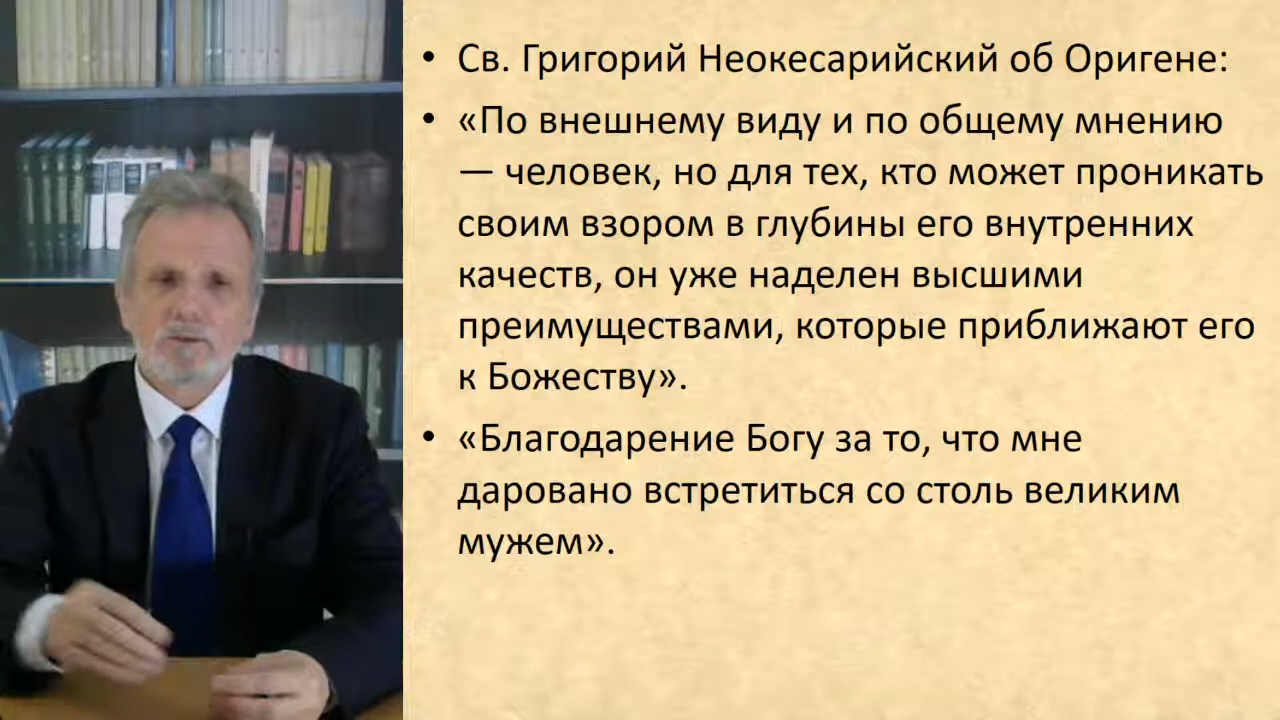 • Св. Григорий Неокесарийский об Оригене:
• «По внешнему виду и по общему мнению
— человек, но для тех, кто может проникать
своим взором в глубины его внутренних
качеств, он уже наделен высшими
преимуществами, которые приближают его
к Божеству».
• «Благодарение Богу за то, что мне
даровано встретиться со столь великим
мужем».